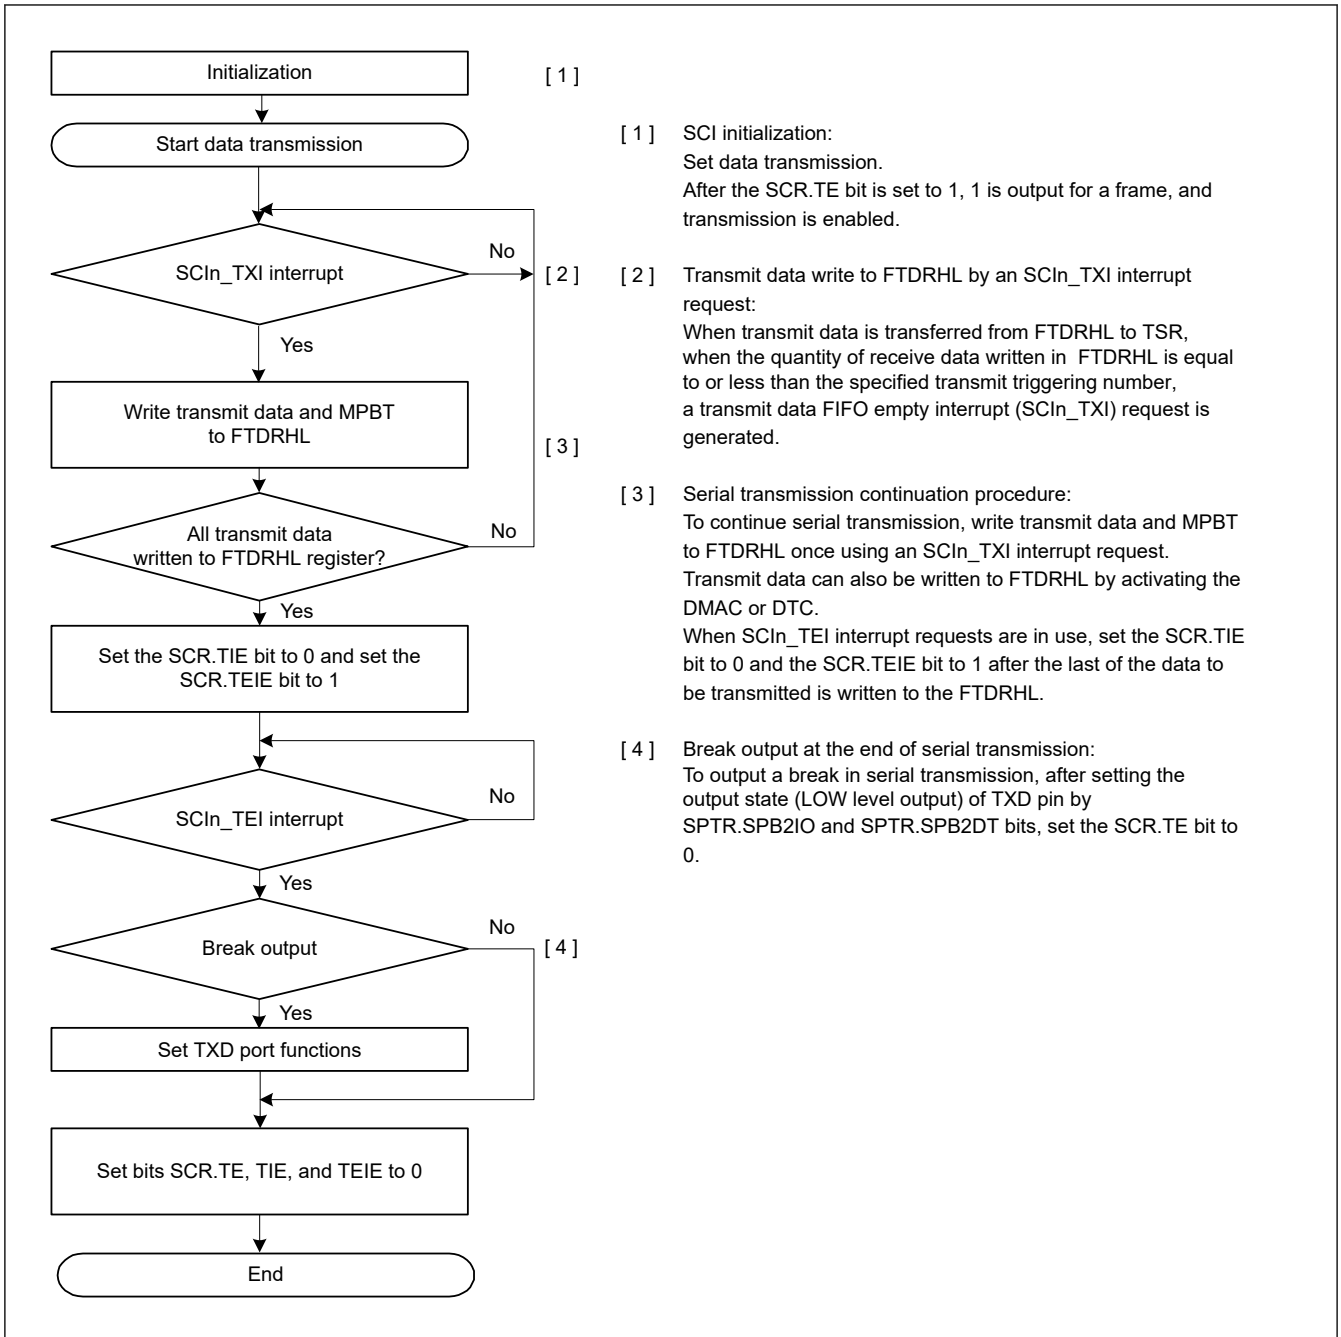 Initialization
[ 1 ]
Start data transmission
SCIn_TXI interrupt
No
[ 2 ]
Yes
Write transmit data and MPBT
to FTDRHL
[ 3 ]
All transmit data
written to FTDRHL register?
No
Yes
Set the SCR.TIE bit to 0 and set the
SCR.TEIE bit to 1
SCIn_TEI interrupt
No
Yes
Break output
No
[ 4 ]
Yes
Set TXD port functions
Set bits SCR.TE, TIE, and TEIE to 0
End
[ 1 ] SCI initialization:
Set data transmission.
After the SCR.TE bit is set to 1, 1 is output for a frame, and
transmission is enabled.
[ 2 ] Transmit data write to FTDRHL by an SCIn_TXI interrupt
request:
When transmit data is transferred from FTDRHL to TSR,
when the quantity of receive data written in FTDRHL is equal
to or less than the specified transmit triggering number,
a transmit data FIFO empty interrupt (SCIn_TXI) request is
generated.
[ 3 ] Serial transmission continuation procedure:
To continue serial transmission, write transmit data and MPBT
to FTDRHL once using an SCIn_TXI interrupt request.
Transmit data can also be written to FTDRHL by activating the
DMAC or DTC.
When SCIn_TEI interrupt requests are in use, set the SCR.TIE
bit to 0 and the SCR.TEIE bit to 1 after the last of the data to
be transmitted is written to the FTDRHL.
[ 4 ] Break output at the end of serial transmission:
To output a break in serial transmission, after setting the
output state (LOW level output) of TXD pin by
SPTR.SPB2IO and SPTR.SPB2DT bits, set the SCR.TE bit to
0.